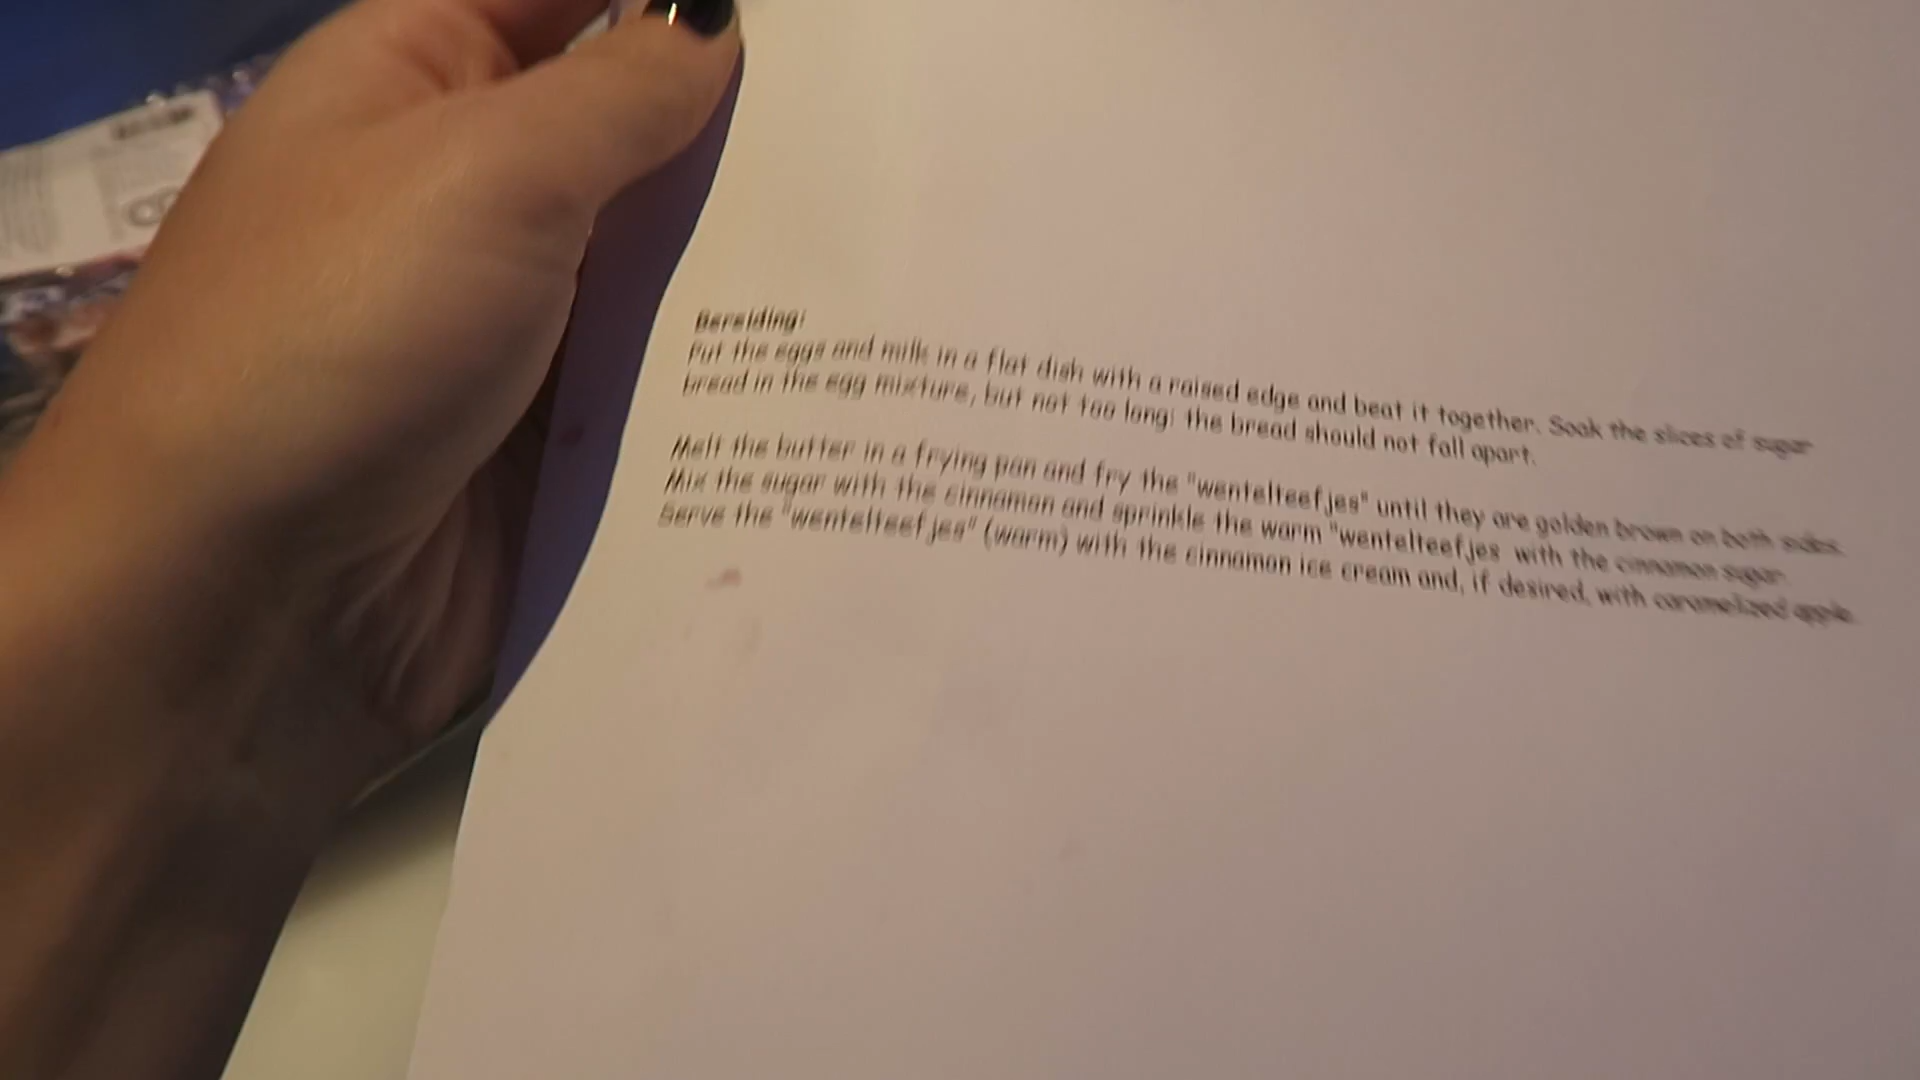 Bereiding:
Put the eggs and milk in a flat dish with a raised edge and beat it together. Soak the slices of sugar
bread in the egg mixture, but not too long: the bread should not fall apart.
Melt the butter in a frying pan and fry the "wentelteefjes" until they are golden brown on both sides.
Mix the sugar with the cinnamon and sprinkle the warm "wentelteefjes with the cinnamon sugar.
Serve the "wentelteefjes" (warm) with the cinnamon ice cream and, if desired, with caramelized apple.